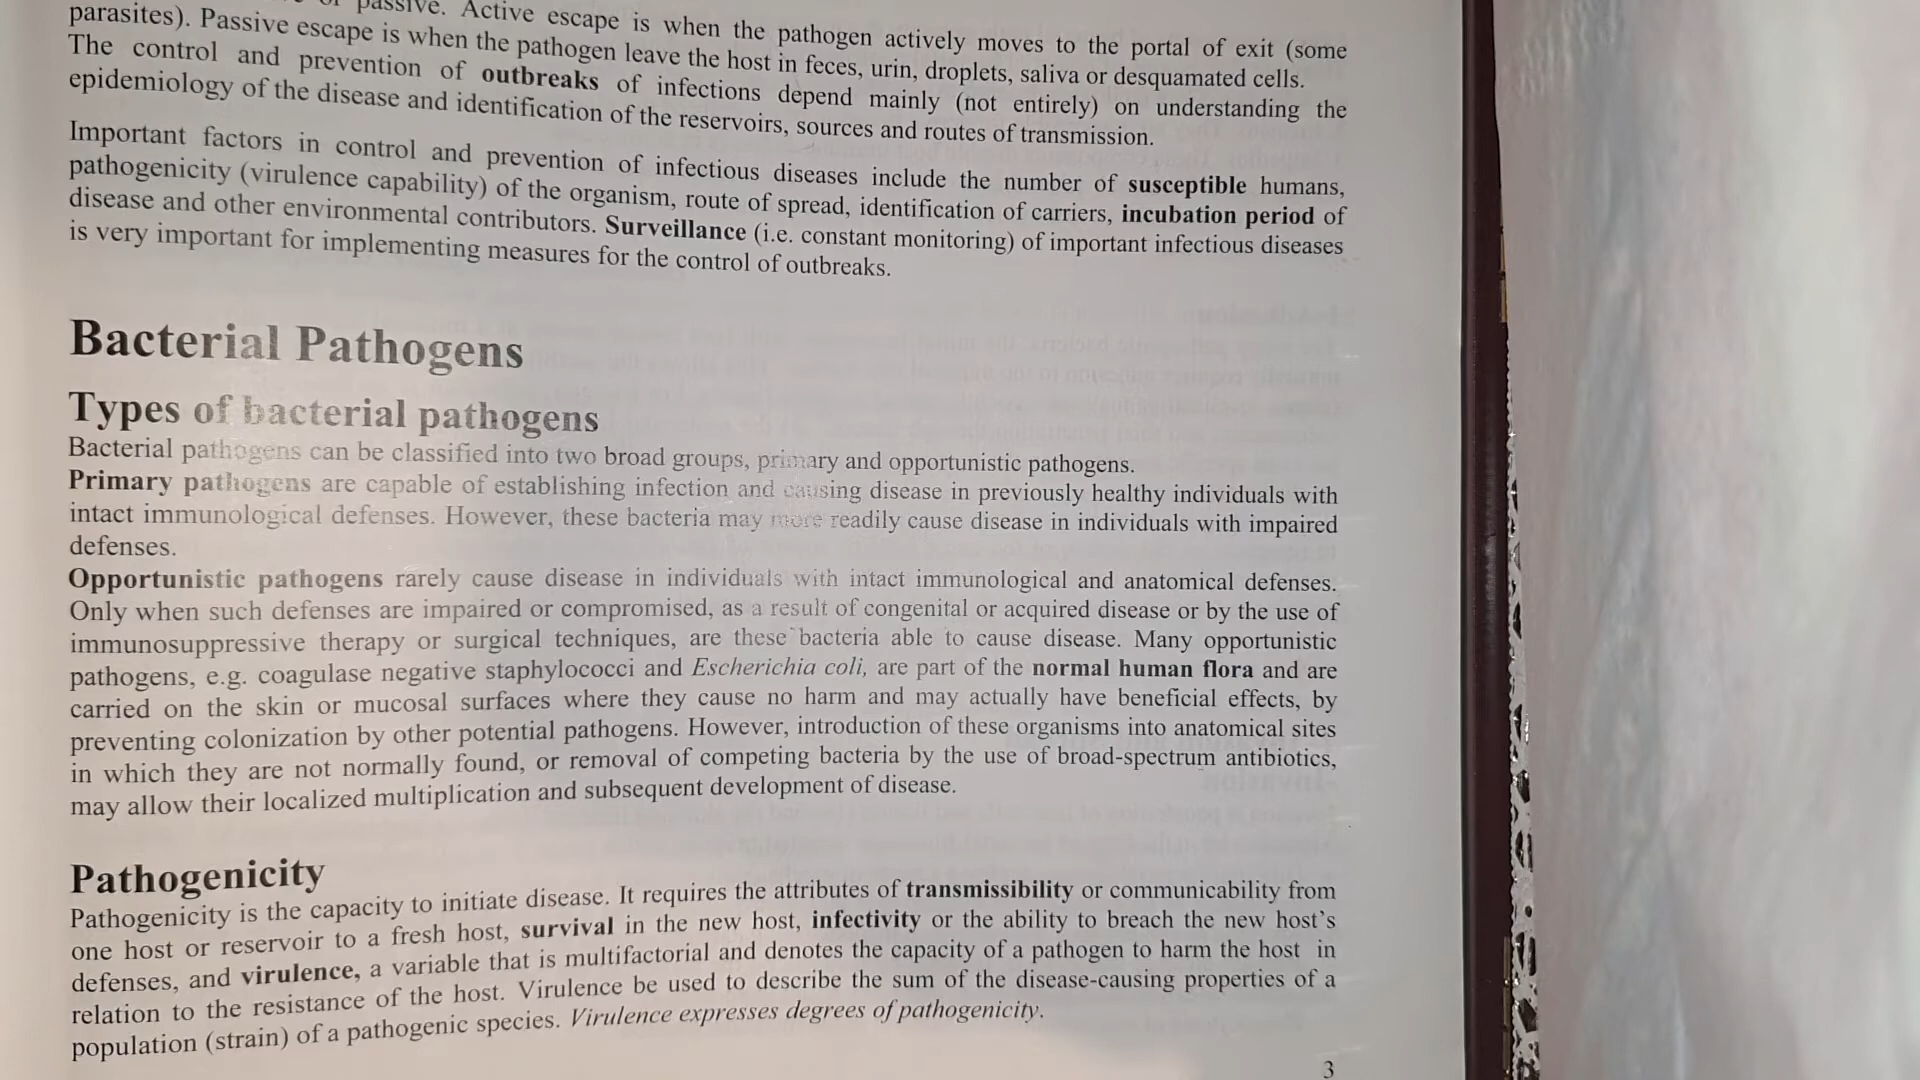 passive. Active escape is when the pathogen actively moves to the portal of exit (some
parasites). Passive escape is when the pathogen leave the host in feces, urin, droplets, saliva or desquamated cells.
The control and prevention of outbreaks of infections depend mainly (not entirely) on understanding the
epidemiology of the disease and identification of the reservoirs, sources and routes of transmission.
Important factors in control and prevention of infectious diseases include the number of susceptible humans,
pathogenicity (virulence capability) of the organism, route of spread, identification of carriers, incubation period of
disease and other environmental contributors. Surveillance (i.e. constant monitoring) of important infectious diseases
is very important for implementing measures for the control of outbreaks.
Bacterial Pathogens
Types of bacterial pathogens
Bacterial pathogens can be classified into two broad groups, primary and opportunistic pathogens.
Primary pathogens are capable of establishing infection and causing disease in previously healthy individuals with
intact immunological defenses. However, these bacteria may more readily cause disease in individuals with impaired
defenses.
Opportunistic pathogens rarely cause disease in individuals with intact immunological and anatomical defenses.
Only when such defenses are impaired or compromised, as a result of congenital or acquired disease or by the use of
immunosuppressive therapy or surgical techniques, are these bacteria able to cause disease. Many opportunistic
pathogens, e.g. coagulase negative staphylococci and Escherichia coli, are part of the normal human flora and are
carried on the skin or mucosal surfaces where they cause no harm and may actually have beneficial effects, by
preventing colonization by other potential pathogens. However, introduction of these organisms into anatomical sites
in which they are not normally found, or removal of competing bacteria by the use of broad-spectrum antibiotics,
may allow their localized multiplication and subsequent development of disease.
Pathogenicity
Pathogenicity is the capacity to initiate disease. It requires the attributes of transmissibility or communicability from
one host or reservoir to a fresh host, survival in the new host, infectivity or the ability to breach the new host's
defenses, and virulence, a variable that is multifactorial and denotes the capacity of a pathogen to harm the host in
relation to the resistance of the host. Virulence be used to describe the sum of the disease-causing properties of a
population (strain) of a pathogenic species. Virulence expresses degrees of pathogenicity.
3